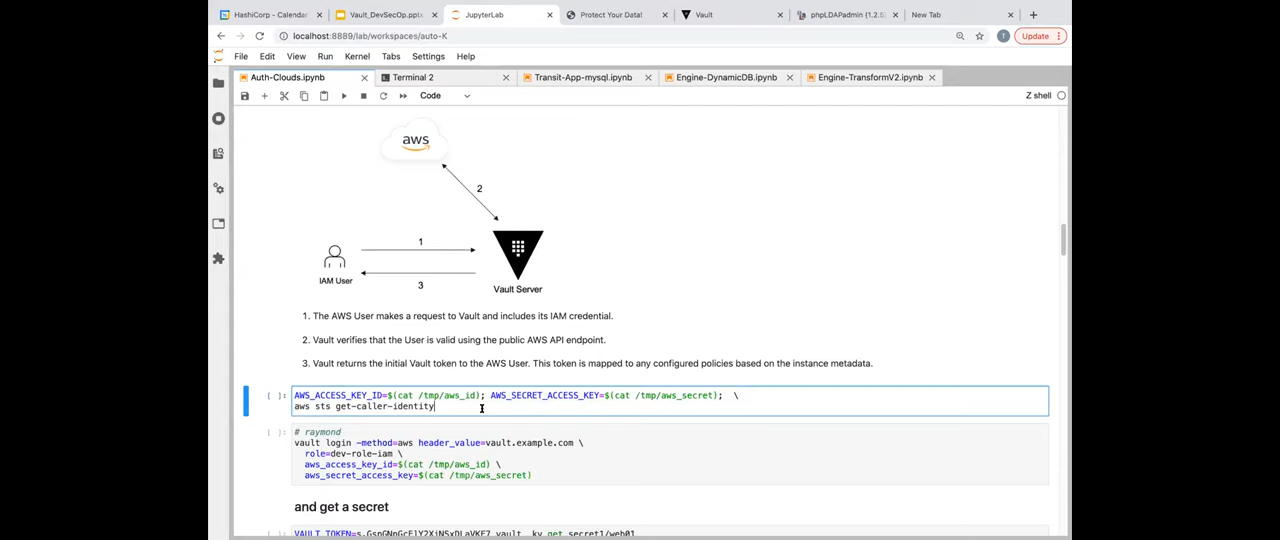 HashiCorp - Calendar
Vault_DevSecOp.pptx
JupyterLab
Protect Your Data!
Vault
phpLDAPadmin (1.2.6)
New Tab
localhost:8889/lab/workspaces/auto-K
T
Update
File Edit View Run Kernel Tabs Settings Help
Auth-Clouds.ipynb
Terminal 2
Transit-App-mysql.ipynb
Engine-DynamicDB.ipynb
Engine-TransformV2.ipynb
Code
Z shell
aws
2
1
IAM User
3
Vault Server
1. The AWS User makes a request to Vault and includes its IAM credential.
2. Vault verifies that the User is valid using the public AWS API endpoint.
3. Vault returns the initial Vault token to the AWS User. This token is mapped to any configured policies based on the instance metadata.
[ ]: AWS_ACCESS_KEY_ID=$(cat /tmp/aws_id); AWS_SECRET_ACCESS_KEY=$(cat /tmp/aws_secret); \
aws sts get-caller-identity
[ ]: # raymond
vault login -method=aws header_value=vault.example.com \
role=dev-role-iam \
aws_access_key_id=$(cat /tmp/aws_id) \
aws_secret_access_key=$(cat /tmp/aws_secret)
and get a secret
vault kv get secret1/web01